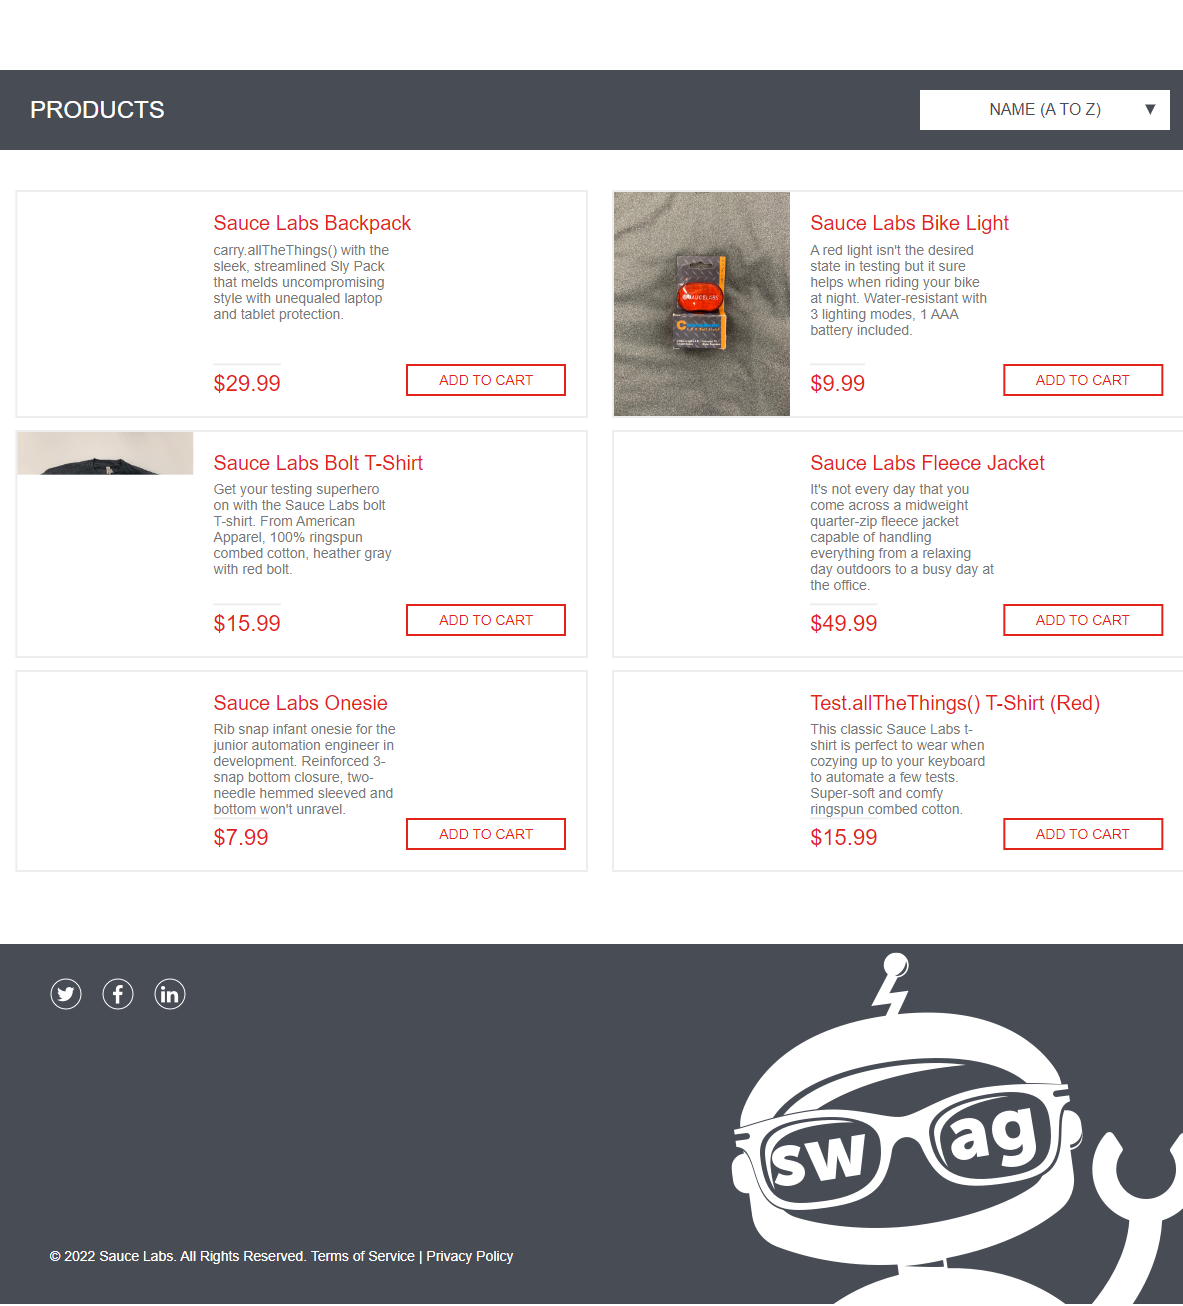 PRODUCTS
NAME (A TO Z) ▼
Sauce Labs Backpack
carry.allTheThings() with the
sleek, streamlined Sly Pack
that melds uncompromising
style with unequaled laptop
and tablet protection.
$29.99
ADD TO CART
SAUCELABS
Sauce Labs Bike Light
A red light isn't the desired
state in testing but it sure
helps when riding your bike
at night. Water-resistant with
3 lighting modes, 1 AAA
battery included.
$9.99
ADD TO CART
Sauce Labs Bolt T-Shirt
Get your testing superhero
on with the Sauce Labs bolt
T-shirt. From American
Apparel, 100% ringspun
combed cotton, heather gray
with red bolt.
$15.99
ADD TO CART
Sauce Labs Fleece Jacket
It's not every day that you
come across a midweight
quarter-zip fleece jacket
capable of handling
everything from a relaxing
day outdoors to a busy day at
the office.
$49.99
ADD TO CART
Sauce Labs Onesie
Rib snap infant onesie for the
junior automation engineer in
development. Reinforced 3-
snap bottom closure, two-
needle hemmed sleeved and
bottom won't unravel.
$7.99
ADD TO CART
Test.allTheThings() T-Shirt (Red)
This classic Sauce Labs t-
shirt is perfect to wear when
cozying up to your keyboard
to automate a few tests.
Super-soft and comfy
ringspun combed cotton.
$15.99
ADD TO CART
swag
© 2022 Sauce Labs. All Rights Reserved. Terms of Service | Privacy Policy